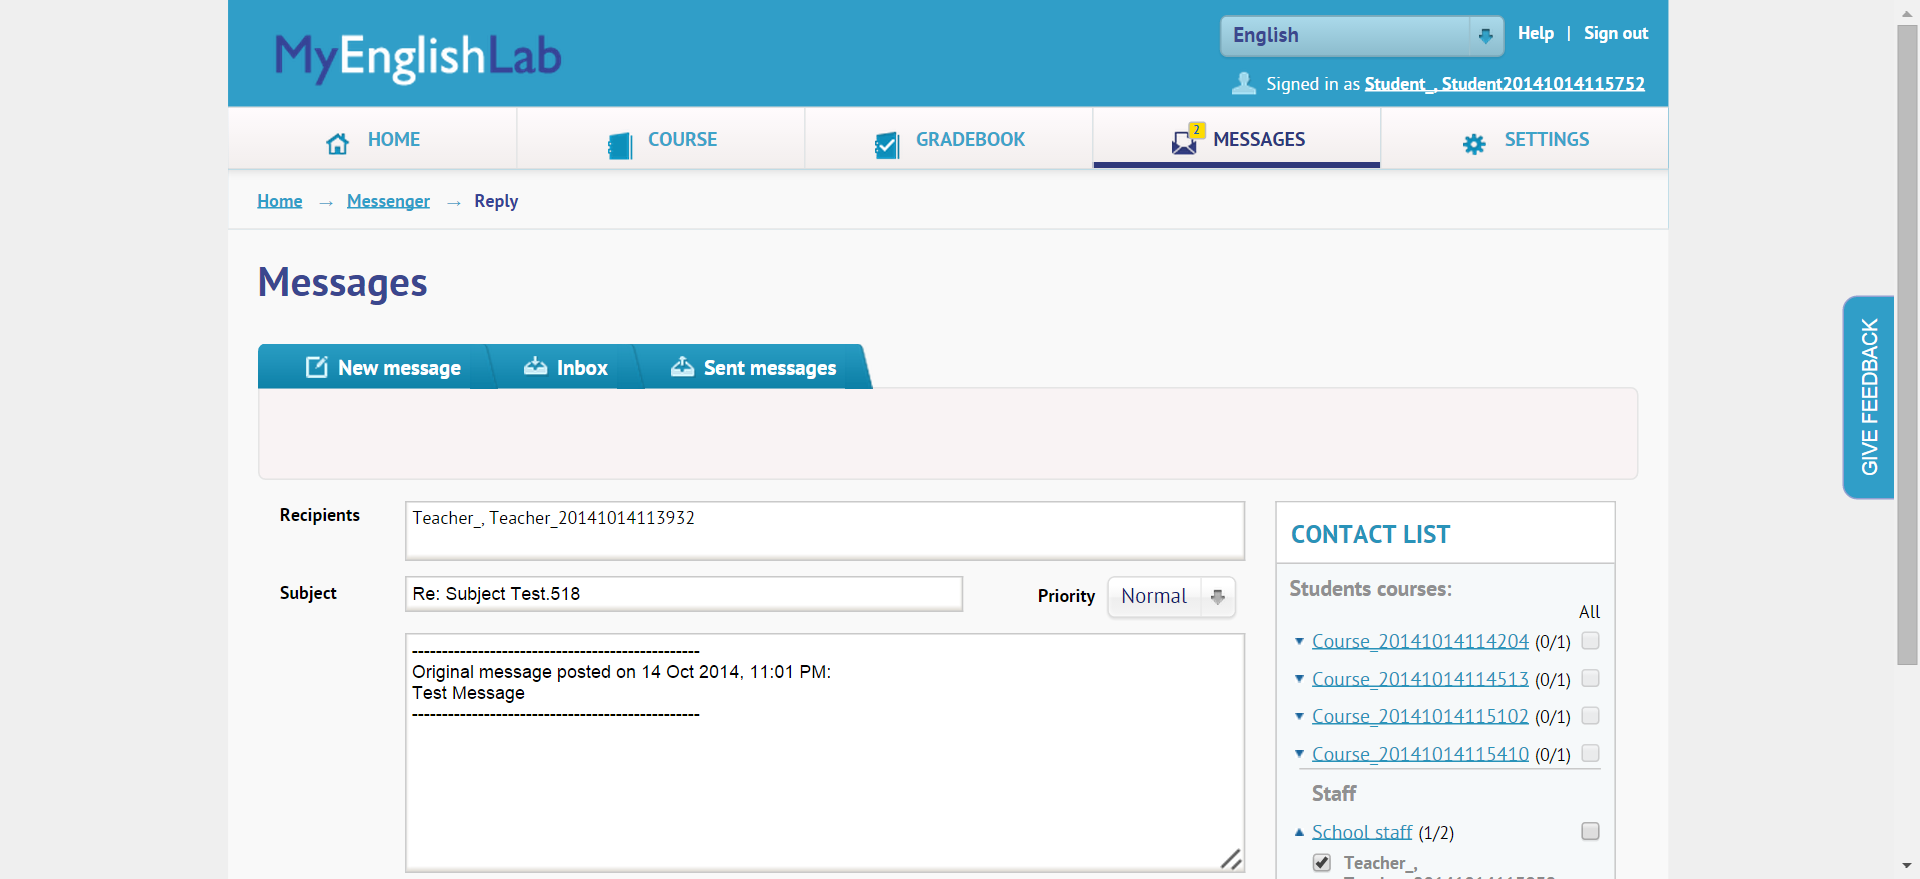 MyEnglishLab
English
Help | Sign out
Signed in as Student_, Student20141014115752
HOME
COURSE
GRADEBOOK
2
MESSAGES
SETTINGS
Home → Messenger → Reply
Messages
New message
Inbox
Sent messages
GIVE FEEDBACK
Recipients
Teacher_, Teacher_20141014113932
Subject
Re: Subject Test.518
Priority
Normal
------------------------------------------------
Original message posted on 14 Oct 2014, 11:01 PM:
Test Message
------------------------------------------------
CONTACT LIST
Students courses:
All
Course_20141014114204 (0/1)
Course_20141014114513 (0/1)
Course_20141014115102 (0/1)
Course_20141014115410 (0/1)
Staff
School staff (1/2)
Teacher_,